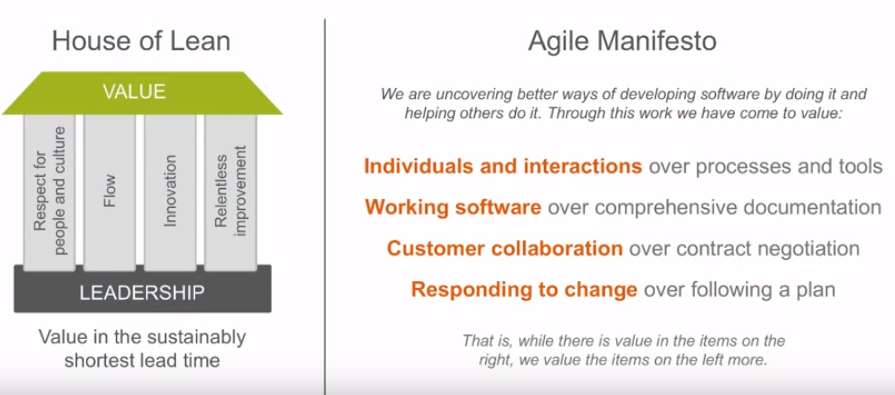 House of Lean
VALUE
Respect for
people and culture
Flow
Innovation
Relentless
improvement
LEADERSHIP
Value in the sustainably
shortest lead time
Agile Manifesto
We are uncovering better ways of developing software by doing it and
helping others do it. Through this work we have come to value:
Individuals and interactions over processes and tools
Working software over comprehensive documentation
Customer collaboration over contract negotiation
Responding to change over following a plan
That is, while there is value in the items on the
right, we value the items on the left more.